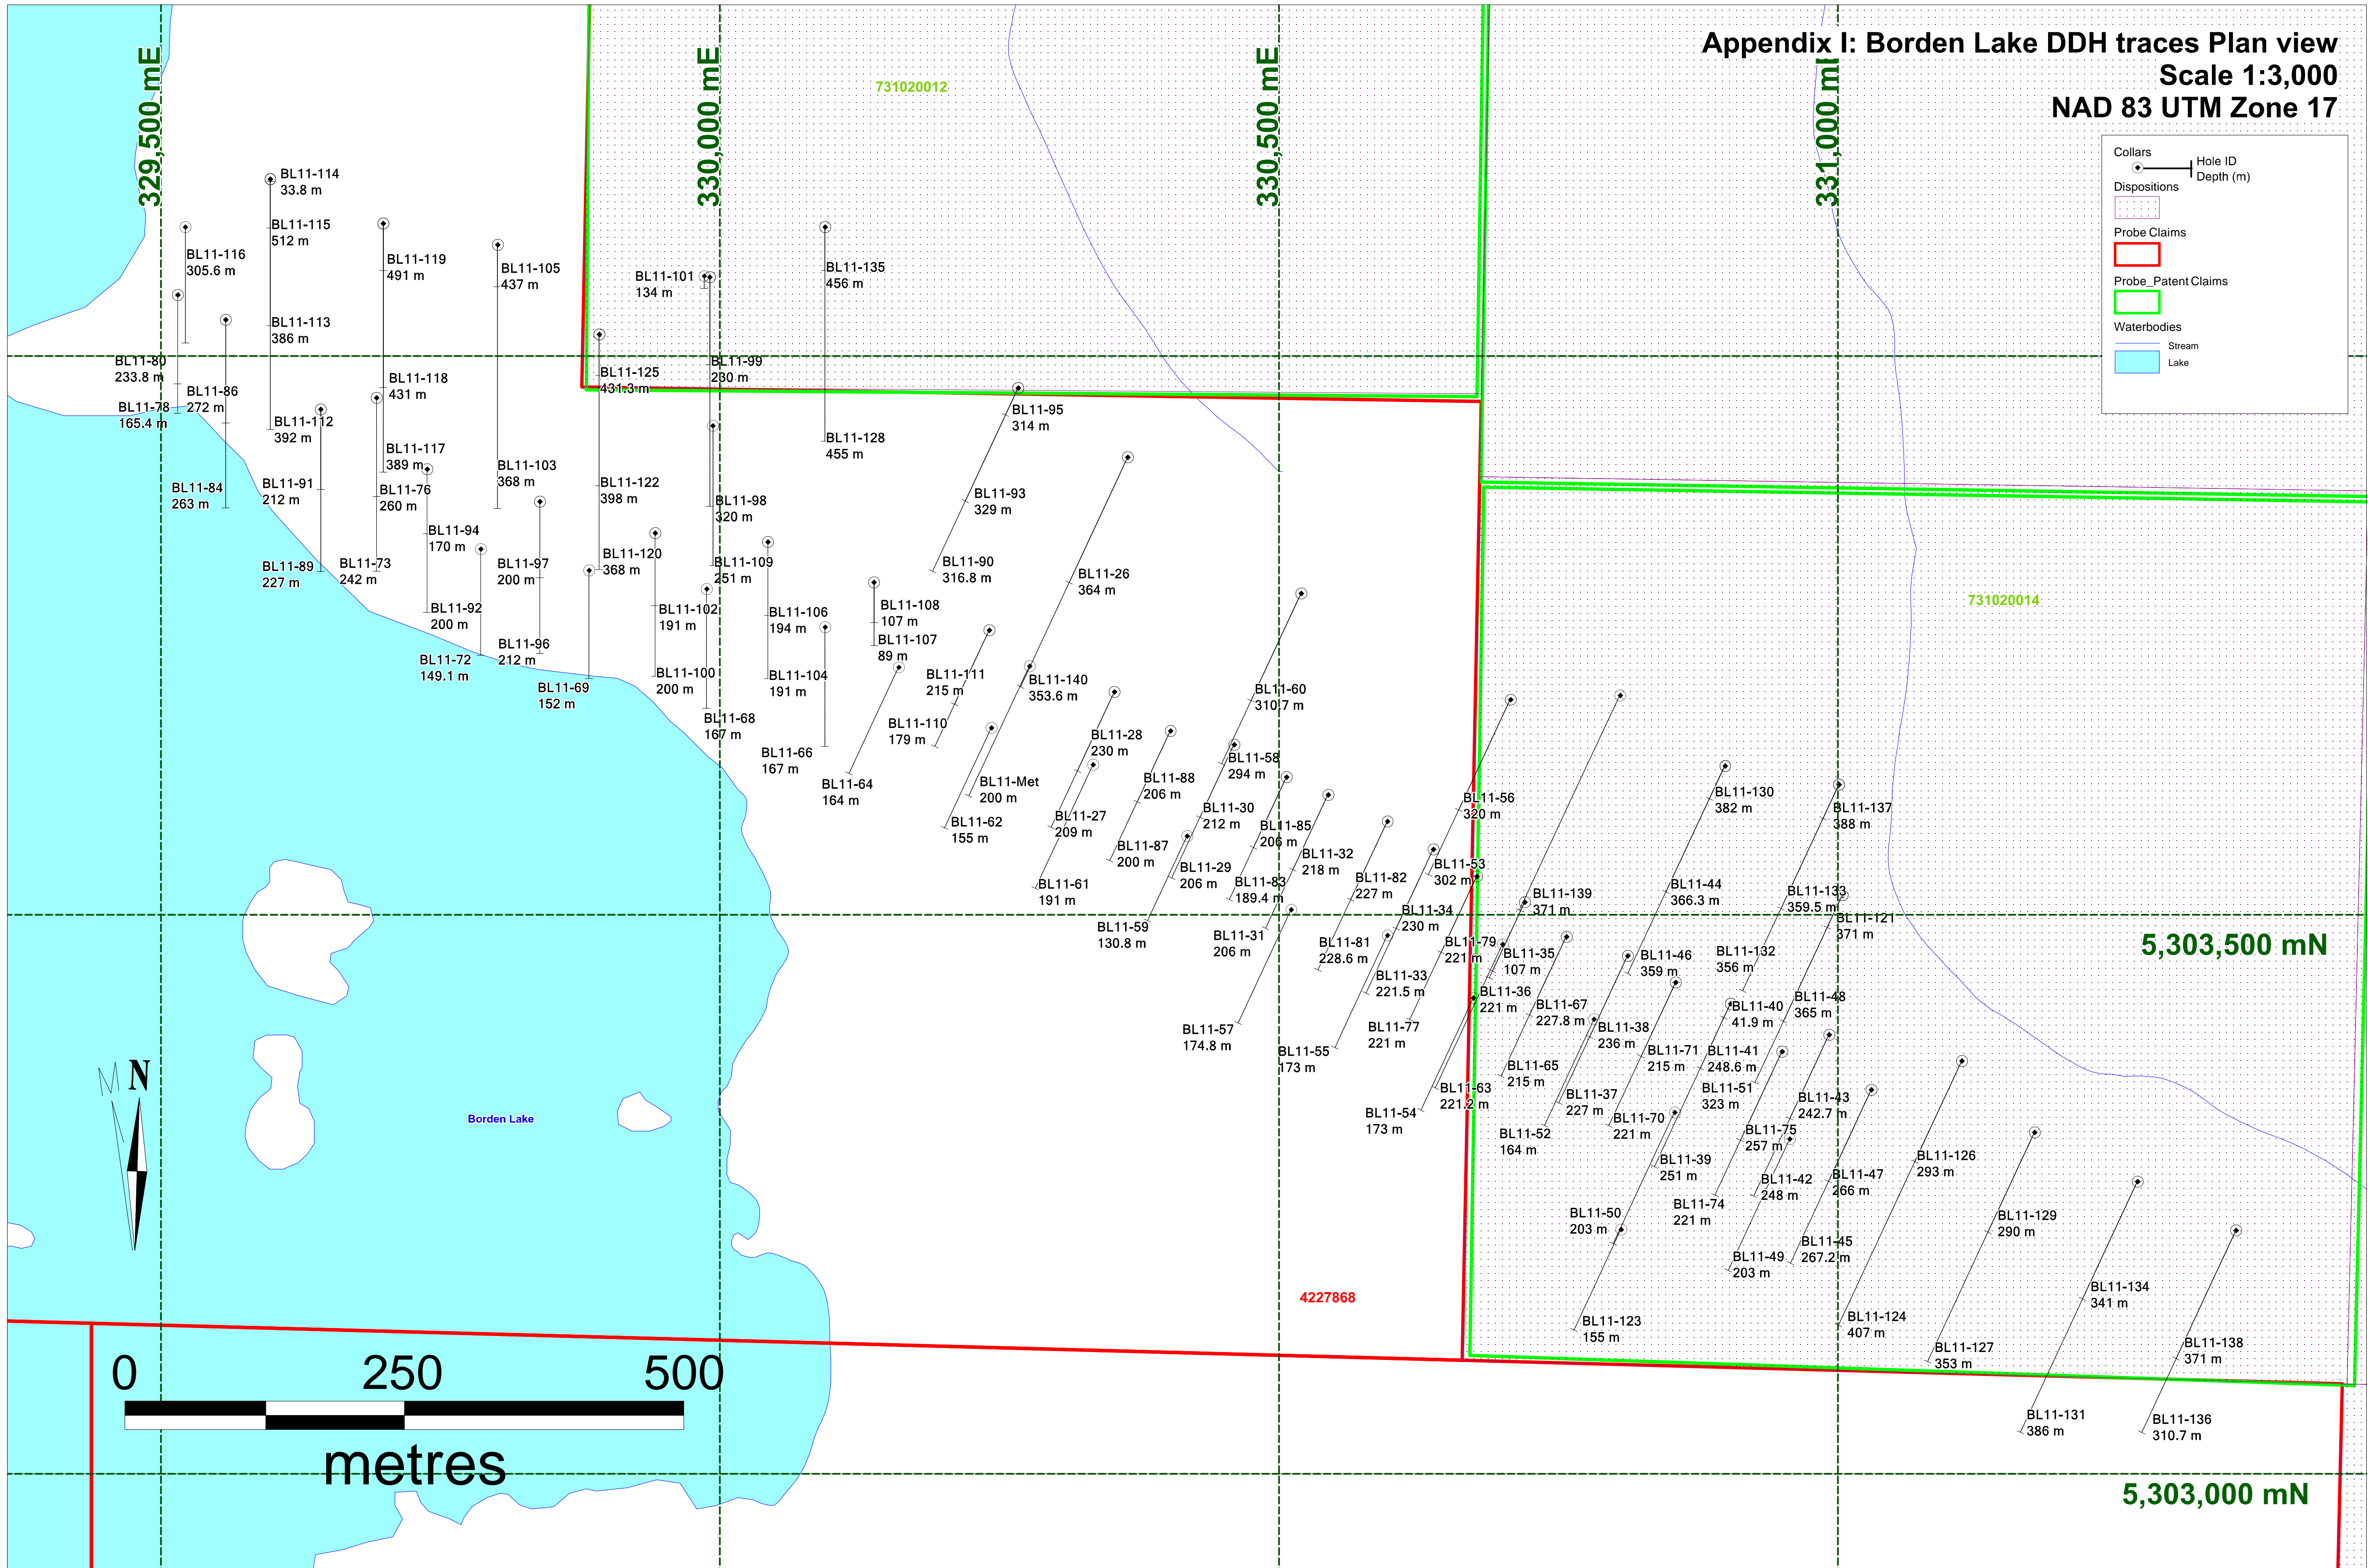 Appendix I: Borden Lake DDH traces Plan view
Scale 1:3,000
NAD 83 UTM Zone 17
329,500 mE
330,000 mE
330,500 mE
331,000 mE
731020012
Collars
Hole ID
Depth (m)
Dispositions
Probe Claims
Probe_Patent Claims
Waterbodies
Stream
Lake
BL11-114
33.8 m
BL11-115
512 m
BL11-116
305.6 m
BL11-119
491 m
BL11-105
437 m
BL11-101
134 m
BL11-135
456 m
BL11-113
386 m
BL11-80
233.8 m
BL11-86
272 m
BL11-78
165.4 m
BL11-118
431 m
BL11-125
431.3 m
BL11-99
230 m
BL11-112
392 m
BL11-117
389 m
BL11-103
368 m
BL11-128
455 m
BL11-95
314 m
BL11-84
263 m
BL11-91
212 m
BL11-76
260 m
BL11-122
398 m
BL11-98
320 m
BL11-93
329 m
BL11-94
170 m
BL11-89
227 m
BL11-73
242 m
BL11-97
200 m
BL11-120
368 m
BL11-109
251 m
BL11-90
316.8 m
BL11-26
364 m
BL11-92
200 m
BL11-102
191 m
BL11-106
194 m
BL11-108
107 m
BL11-107
89 m
BL11-72
149.1 m
BL11-96
212 m
BL11-69
152 m
BL11-100
200 m
BL11-104
191 m
BL11-111
215 m
BL11-140
353.6 m
BL11-60
310.7 m
731020014
BL11-68
167 m
BL11-66
167 m
BL11-110
179 m
BL11-64
164 m
BL11-Met
200 m
BL11-28
230 m
BL11-58
294 m
BL11-88
206 m
BL11-62
155 m
BL11-27
209 m
BL11-30
212 m
BL11-56
320 m
BL11-130
382 m
BL11-137
388 m
BL11-87
200 m
BL11-85
206 m
BL11-32
218 m
BL11-53
302 m
BL11-61
191 m
BL11-29
206 m
BL11-83
189.4 m
BL11-82
227 m
BL11-139
371 m
BL11-44
366.3 m
BL11-133
359.5 m
BL11-59
130.8 m
BL11-31
206 m
BL11-34
230 m
BL11-121
371 m
BL11-81
228.6 m
BL11-79
221 m
BL11-35
107 m
BL11-46
359 m
BL11-132
356 m
5,303,500 mN
BL11-33
221.5 m
BL11-36
221 m
BL11-67
227.8 m
BL11-40
41.9 m
BL11-48
365 m
BL11-57
174.8 m
BL11-77
221 m
BL11-38
236 m
BL11-55
173 m
BL11-71
215 m
BL11-41
248.6 m
BL11-65
215 m
BL11-51
323 m
BL11-63
221.2 m
BL11-37
227 m
BL11-43
242.7 m
BL11-54
173 m
BL11-70
221 m
BL11-52
164 m
BL11-75
257 m
N
Borden Lake
BL11-39
251 m
BL11-126
293 m
BL11-42
248 m
BL11-47
266 m
BL11-74
221 m
BL11-50
203 m
BL11-129
290 m
BL11-49
203 m
BL11-45
267.2 m
4227868
BL11-134
341 m
BL11-123
155 m
BL11-124
407 m
BL11-127
353 m
BL11-138
371 m
BL11-131
386 m
BL11-136
310.7 m
0 250 500
metres
5,303,000 mN